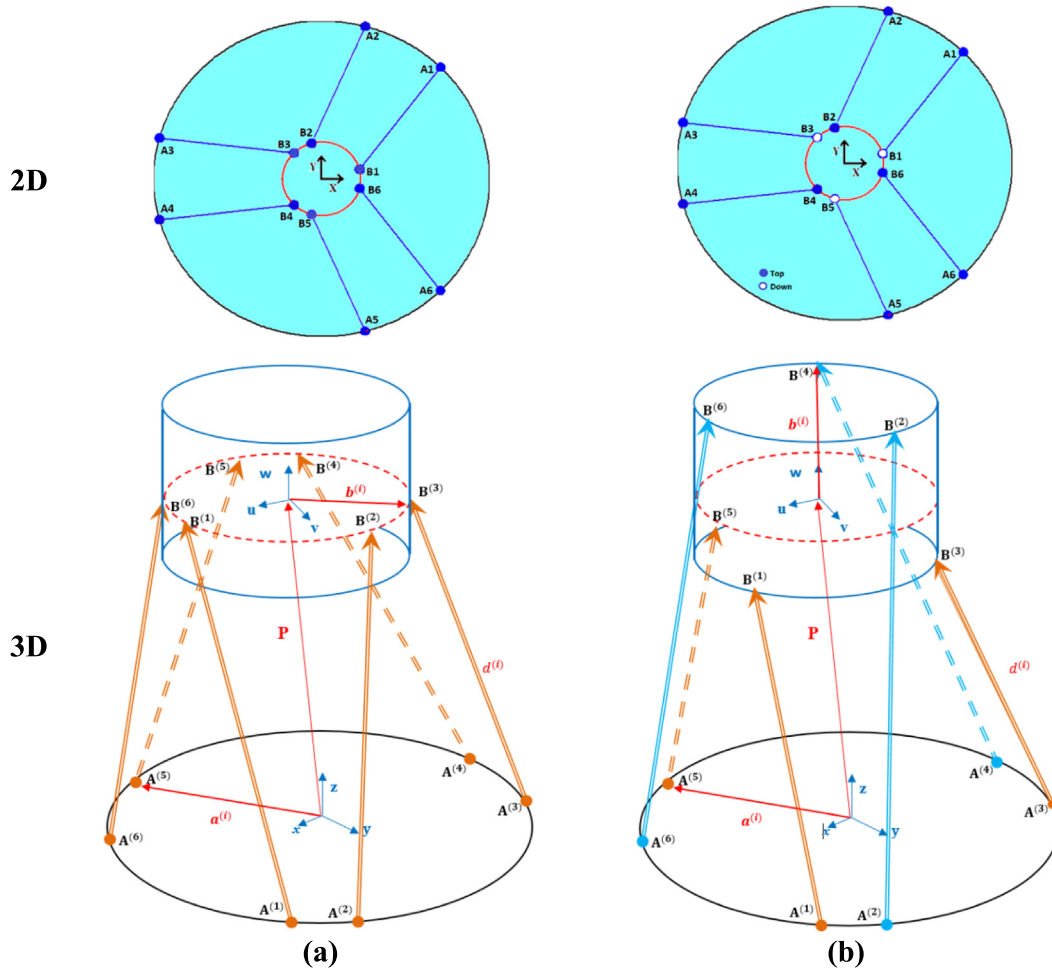 2D
A2
A1
B2
B3
A3
Y
X
B1
B6
A4
B4
B5
A6
A5
A2
A1
B2
B3
A3
Y
X
B1
B6
A4
B4
B5
Top
Down
A6
A5
3D
B(5)
B(4)
w
B(6)
B(1)
u
v
b(i)
B(2)
B(3)
P
d(i)
A(5)
A(4)
A(3)
a(i)
z
x
y
A(6)
A(1)
A(2)
(a)
B(4)
B(6)
B(2)
b(i)
w
u
v
B(5)
B(1)
B(3)
P
d(i)
A(5)
A(4)
A(3)
a(i)
z
x
y
A(6)
A(1)
A(2)
(b)